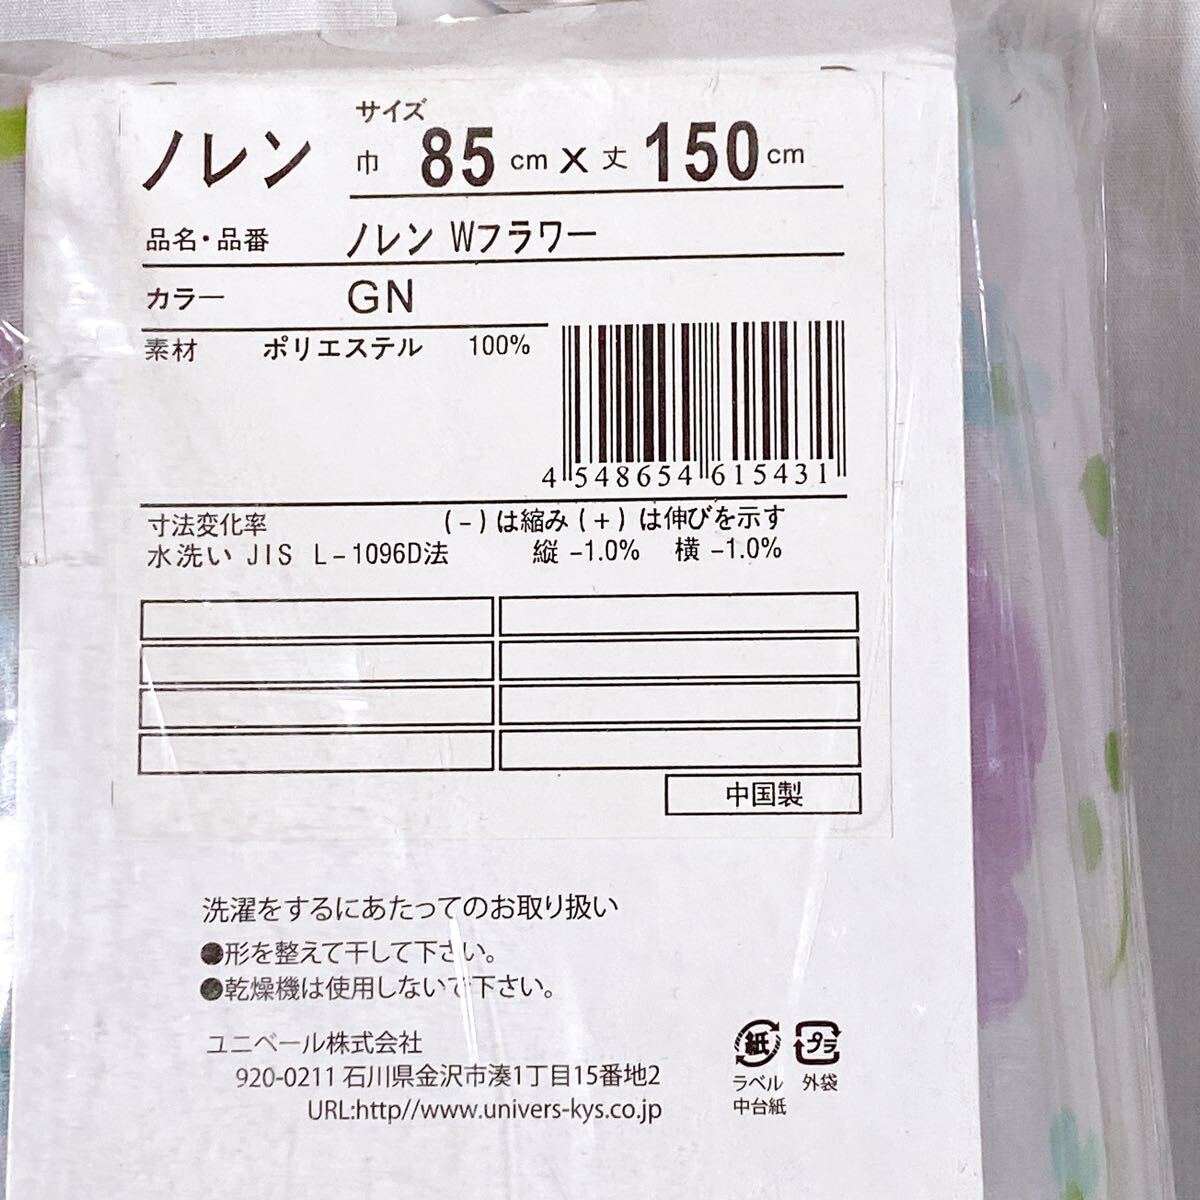 ノレン
サイズ
巾 85 cm x 丈 150 cm
品名・品番 ノレン Wフラワー
カラー GN
素材 ポリエステル 100%
4 548654 615431
寸法変化率 (-)は縮み(+)は伸びを示す
水洗い JIS L-1096D法 縦 -1.0% 横 -1.0%
中国製
洗濯をするにあたってのお取り扱い
●形を整えて干して下さい。
●乾燥機は使用しないで下さい。
ユニベール株式会社
920-0211 石川県金沢市湊1丁目15番地2
URL:http//www.univers-kys.co.jp
紙 プラ
ラベル 外袋
中台紙